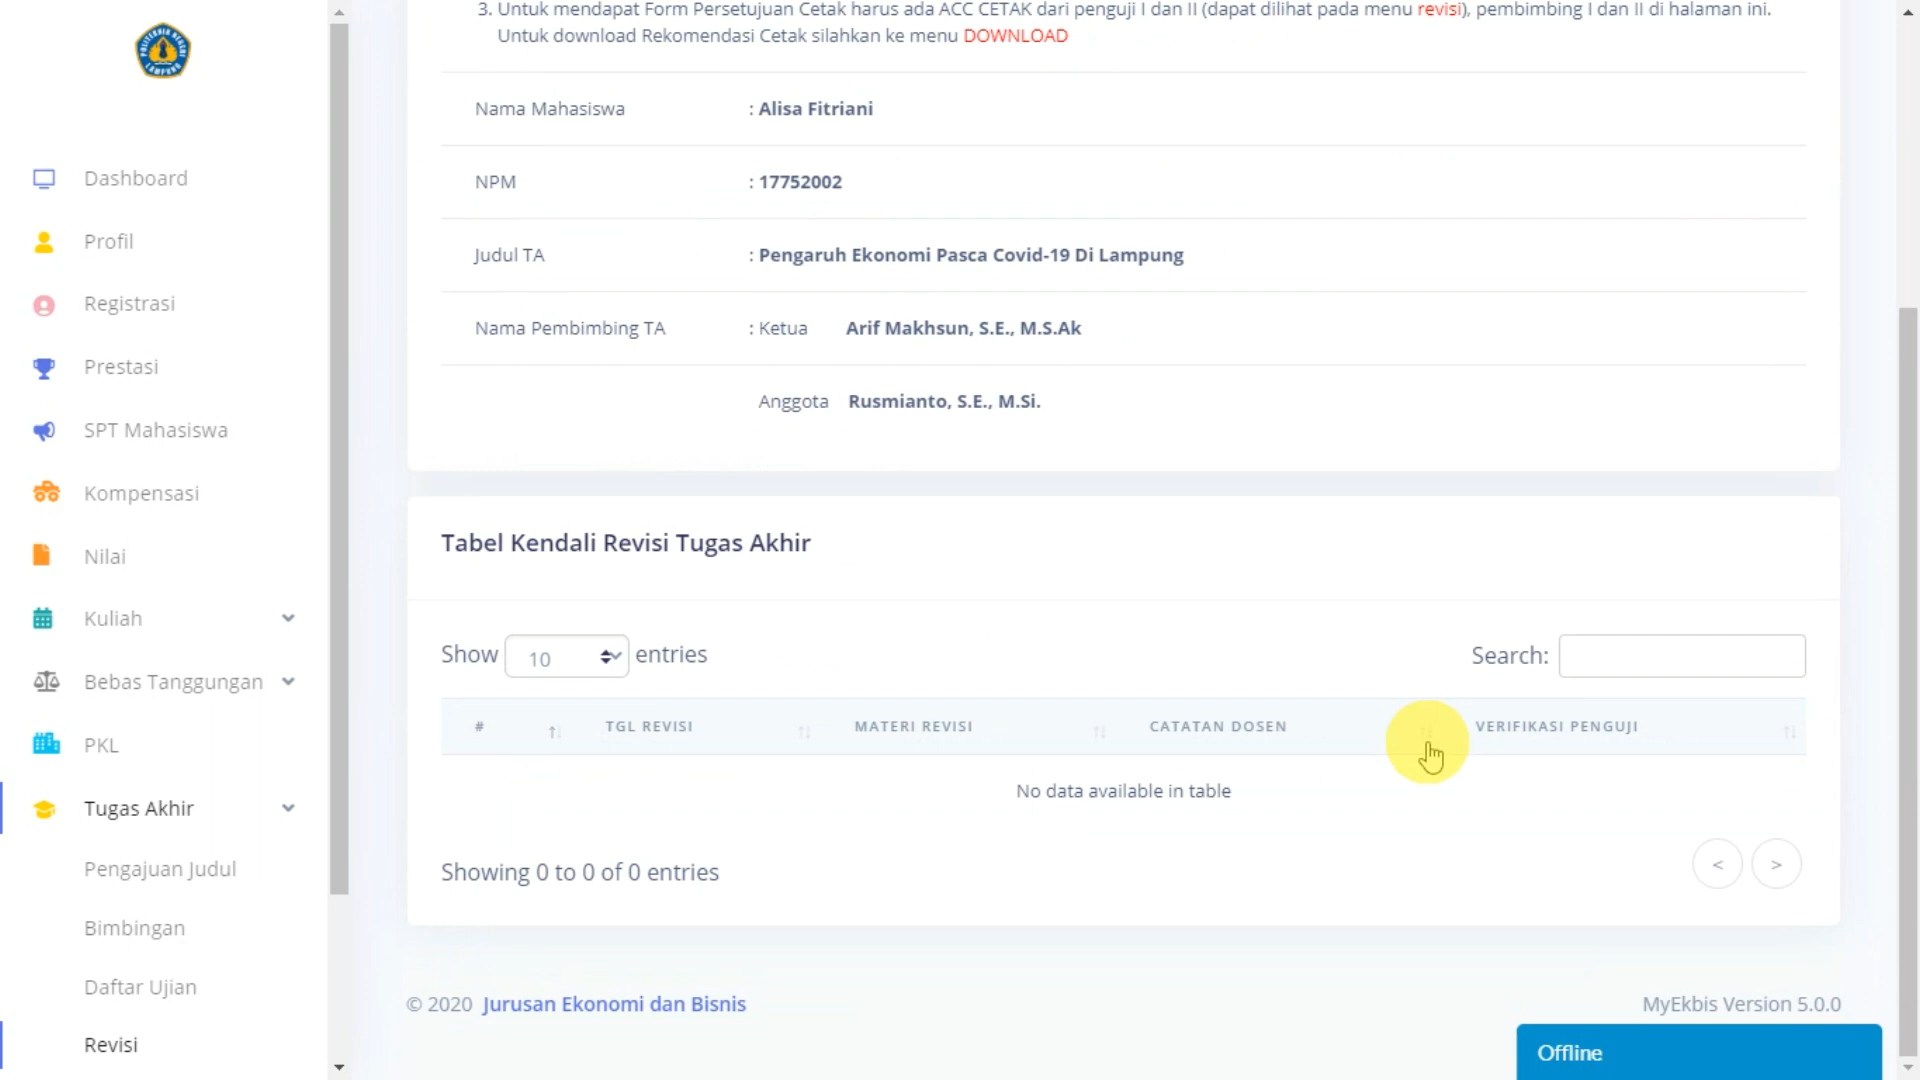 POLITEKNIK NEGERI
LAMPUNG
Dashboard
Profil
Registrasi
Prestasi
SPT Mahasiswa
Kompensasi
Nilai
Kuliah
Bebas Tanggungan
PKL
Tugas Akhir
Pengajuan Judul
Bimbingan
Daftar Ujian
Revisi
3. Untuk mendapat Form Persetujuan Cetak harus ada ACC CETAK dari penguji I dan II (dapat dilihat pada menu revisi), pembimbing I dan II di halaman ini.
Untuk download Rekomendasi Cetak silahkan ke menu DOWNLOAD
Nama Mahasiswa : Alisa Fitriani
NPM : 17752002
Judul TA : Pengaruh Ekonomi Pasca Covid-19 Di Lampung
Nama Pembimbing TA : Ketua Arif Makhsun, S.E., M.S.Ak
Anggota Rusmianto, S.E., M.Si.
Tabel Kendali Revisi Tugas Akhir
Show 10 entries Search:
# TGL REVISI MATERI REVISI CATATAN DOSEN VERIFIKASI PENGUJI
No data available in table
Showing 0 to 0 of 0 entries < >
© 2020 Jurusan Ekonomi dan Bisnis MyEkbis Version 5.0.0
Offline